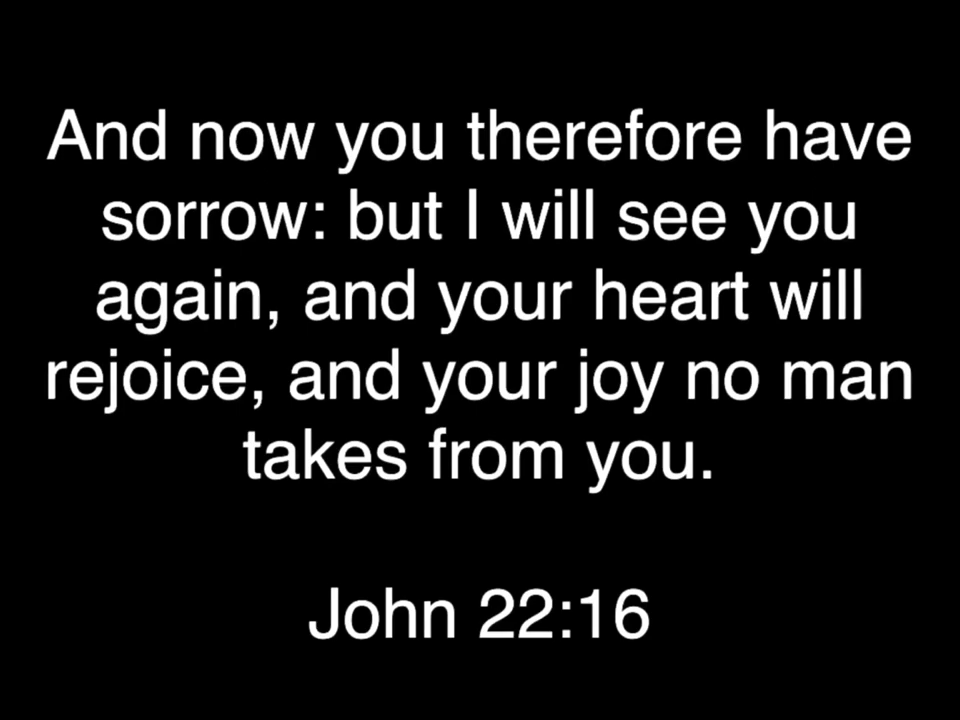 And now you therefore have
sorrow: but I will see you
again, and your heart will
rejoice, and your joy no man
takes from you.
John 22:16